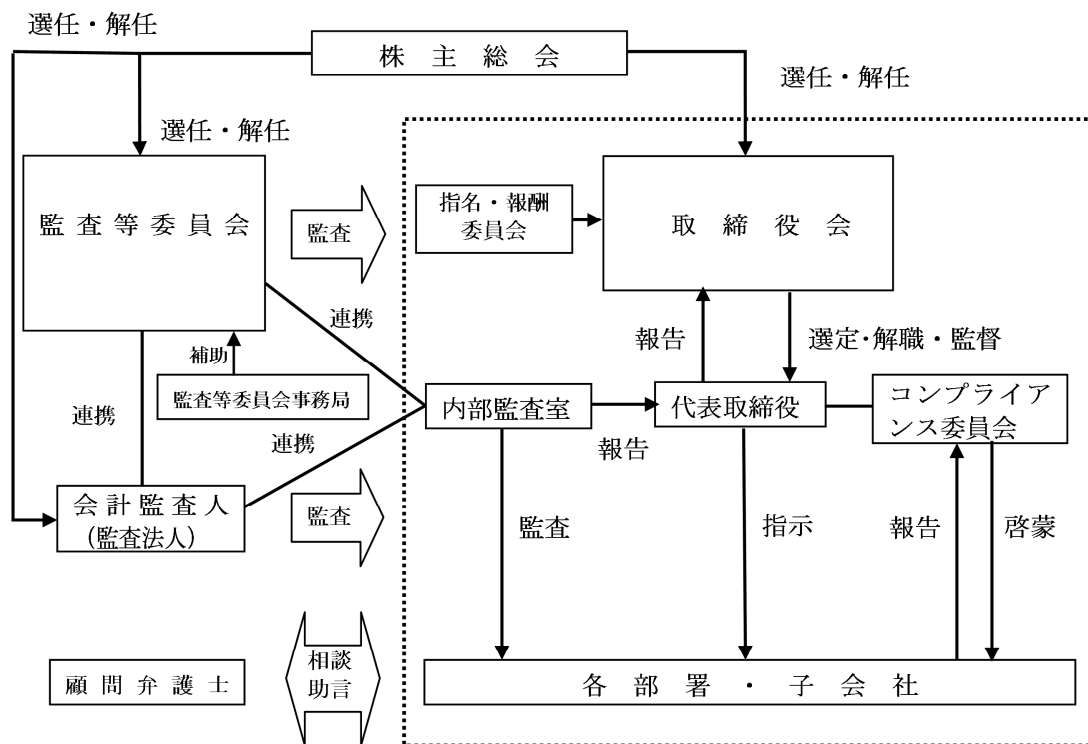 選任・解任
株主総会
選任・解任
選任・解任
監査等委員会
監査
指名・報酬
委員会
取締役会
連携
補助
報告
選定・解職・監督
監査等委員会事務局
連携
内部監査室
代表取締役
コンプライア
ンス委員会
連携
報告
会計監査人
（監査法人）
監査
監査
指示
報告
啓蒙
相談
助言
顧問弁護士
各部署・子会社